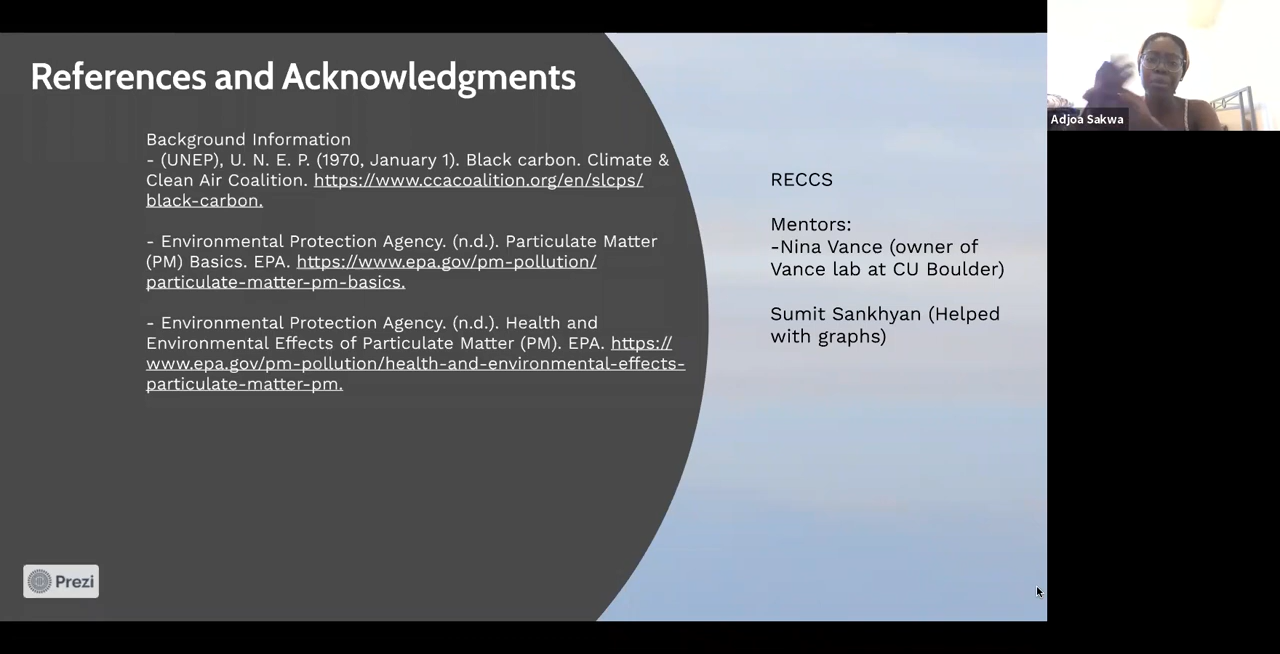 References and Acknowledgments
Background Information
- (UNEP), U. N. E. P. (1970, January 1). Black carbon. Climate &
Clean Air Coalition. https://www.ccacoalition.org/en/slcps/
black-carbon.
- Environmental Protection Agency. (n.d.). Particulate Matter
(PM) Basics. EPA. https://www.epa.gov/pm-pollution/
particulate-matter-pm-basics.
- Environmental Protection Agency. (n.d.). Health and
Environmental Effects of Particulate Matter (PM). EPA. https://
www.epa.gov/pm-pollution/health-and-environmental-effects-
particulate-matter-pm.
RECCS
Mentors:
-Nina Vance (owner of
Vance lab at CU Boulder)
Sumit Sankhyan (Helped
with graphs)
Prezi
Adjoa Sakwa